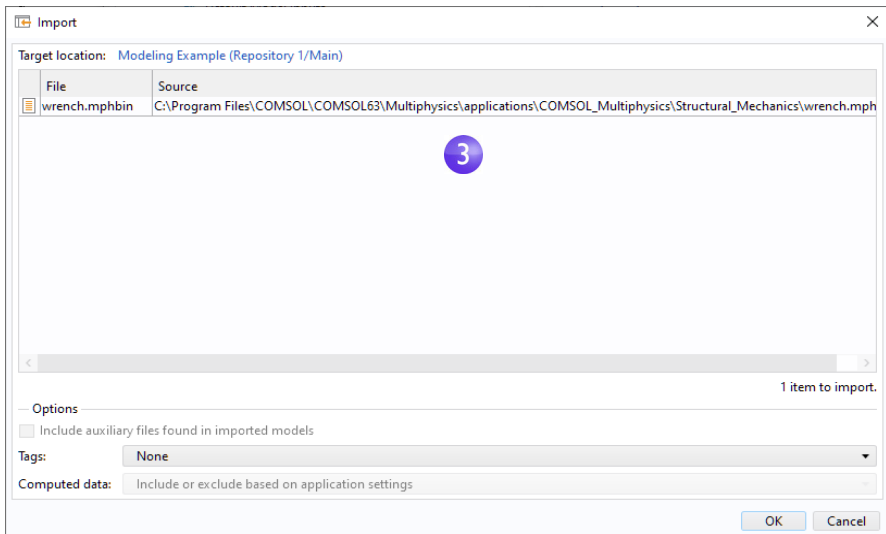 Import
Target location: Modeling Example (Repository 1/Main)
File Source
wrench.mphbin C:\Program Files\COMSOL\COMSOL63\Multiphysics\applications\COMSOL_Multiphysics\Structural_Mechanics\wrench.mph
3
1 item to import.
Options
Include auxiliary files found in imported models
Tags: None
Computed data: Include or exclude based on application settings
OK Cancel